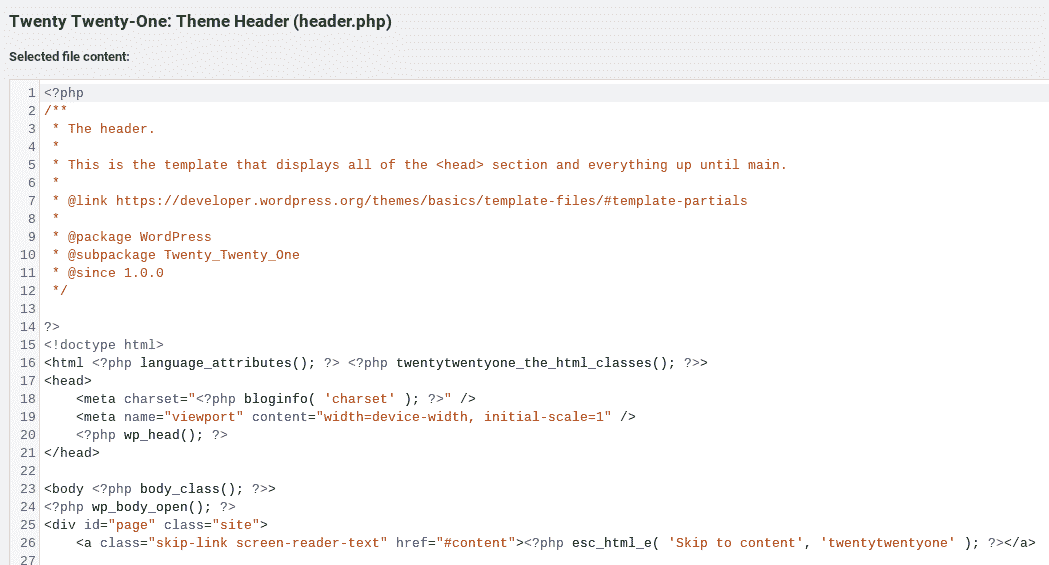 Twenty Twenty-One: Theme Header (header.php)
Selected file content:
1 <?php
2 /**
3  * The header.
4  *
5  * This is the template that displays all of the <head> section and everything up until main.
6  *
7  * @link https://developer.wordpress.org/themes/basics/template-files/#template-partials
8  *
9  * @package WordPress
10  * @subpackage Twenty_Twenty_One
11  * @since 1.0.0
12  */
13
14 ?>
15 <!doctype html>
16 <html <?php language_attributes(); ?> <?php twentytwentyone_the_html_classes(); ?>>
17 <head>
18     <meta charset="<?php bloginfo( 'charset' ); ?>" />
19     <meta name="viewport" content="width=device-width, initial-scale=1" />
20     <?php wp_head(); ?>
21 </head>
22
23 <body <?php body_class(); ?>>
24 <?php wp_body_open(); ?>
25 <div id="page" class="site">
26     <a class="skip-link screen-reader-text" href="#content"><?php esc_html_e( 'Skip to content', 'twentytwentyone' ); ?></a>
27